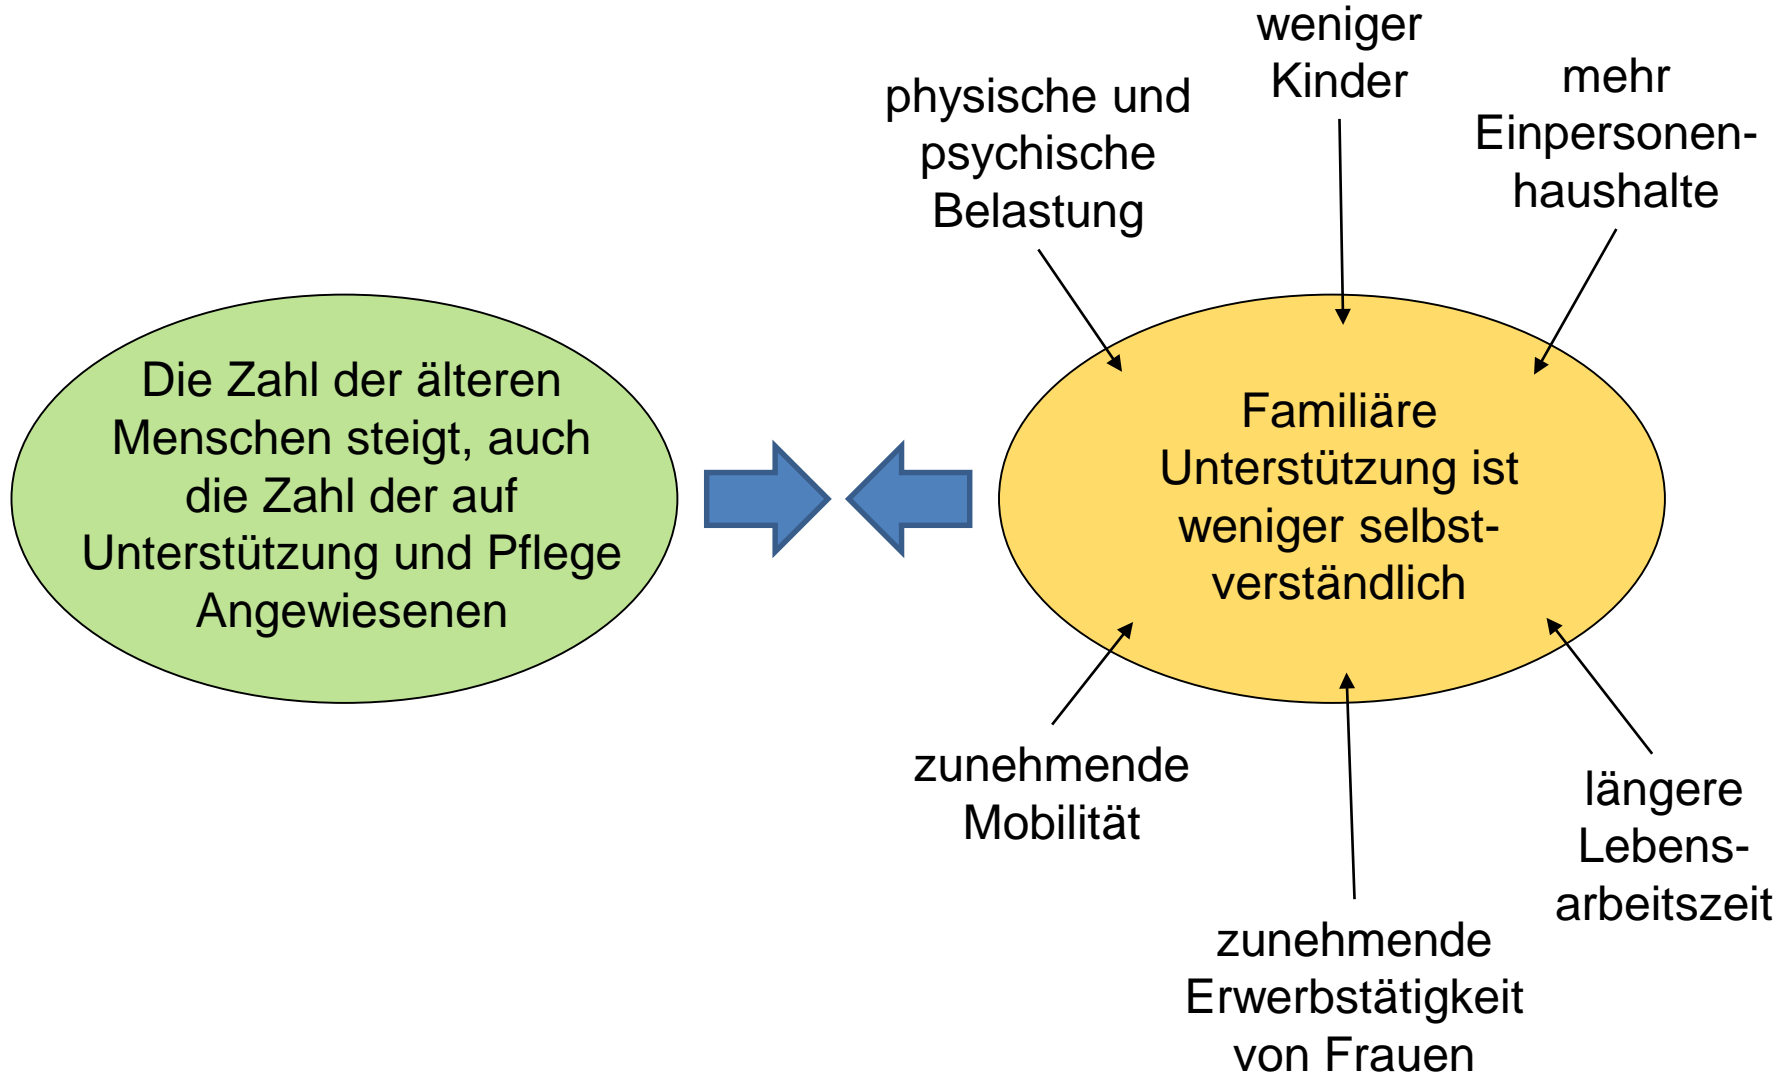 weniger
Kinder
physische und
psychische
Belastung
mehr
Einpersonen-
haushalte
Die Zahl der älteren
Menschen steigt, auch
die Zahl der auf
Unterstützung und Pflege
Angewiesenen
Familiäre
Unterstützung ist
weniger selbst-
verständlich
zunehmende
Mobilität
zunehmende
Erwerbstätigkeit
von Frauen
längere
Lebens-
arbeitszeit